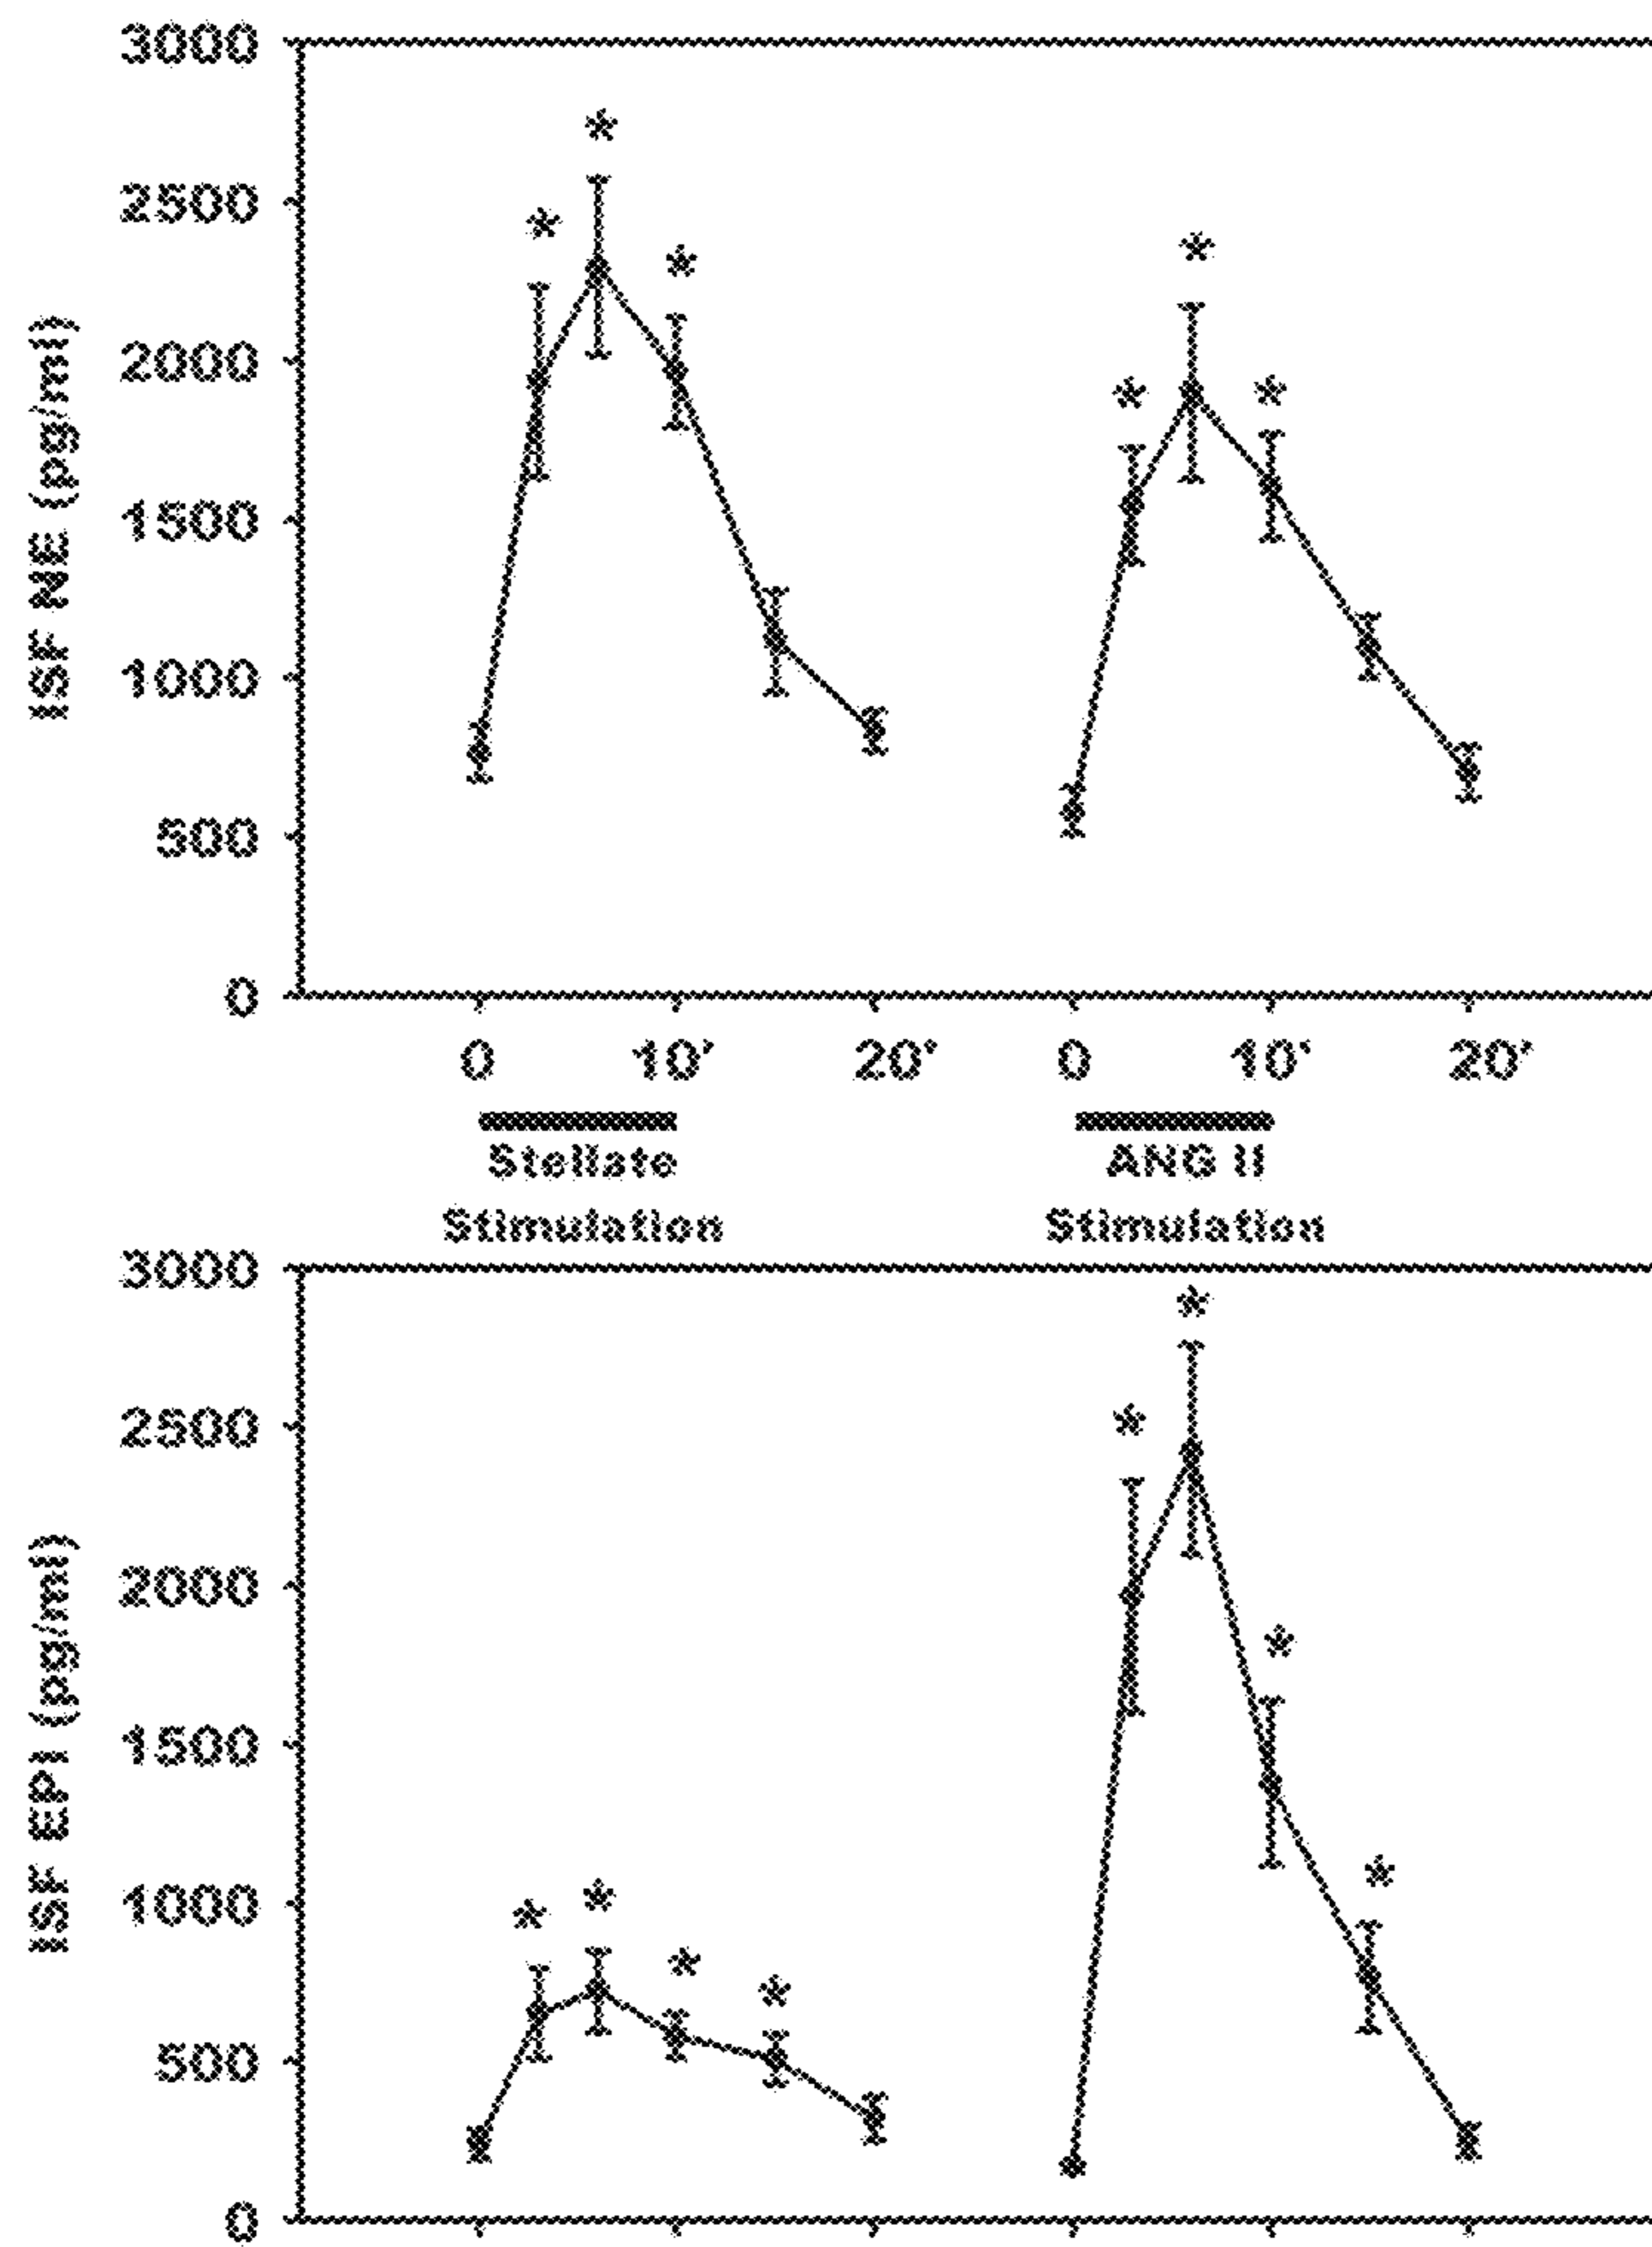 3000
*
2500
* * *
ISF NE (pg/ml)
2000
* *
1500
1000
500
0
0 10' 20' 0 10' 20'
Stellate ANG II
Stimulation Stimulation
3000
*
2500
*
ISF EPI (pg/ml)
2000
*
1500
1000
* * *
* *
500
0